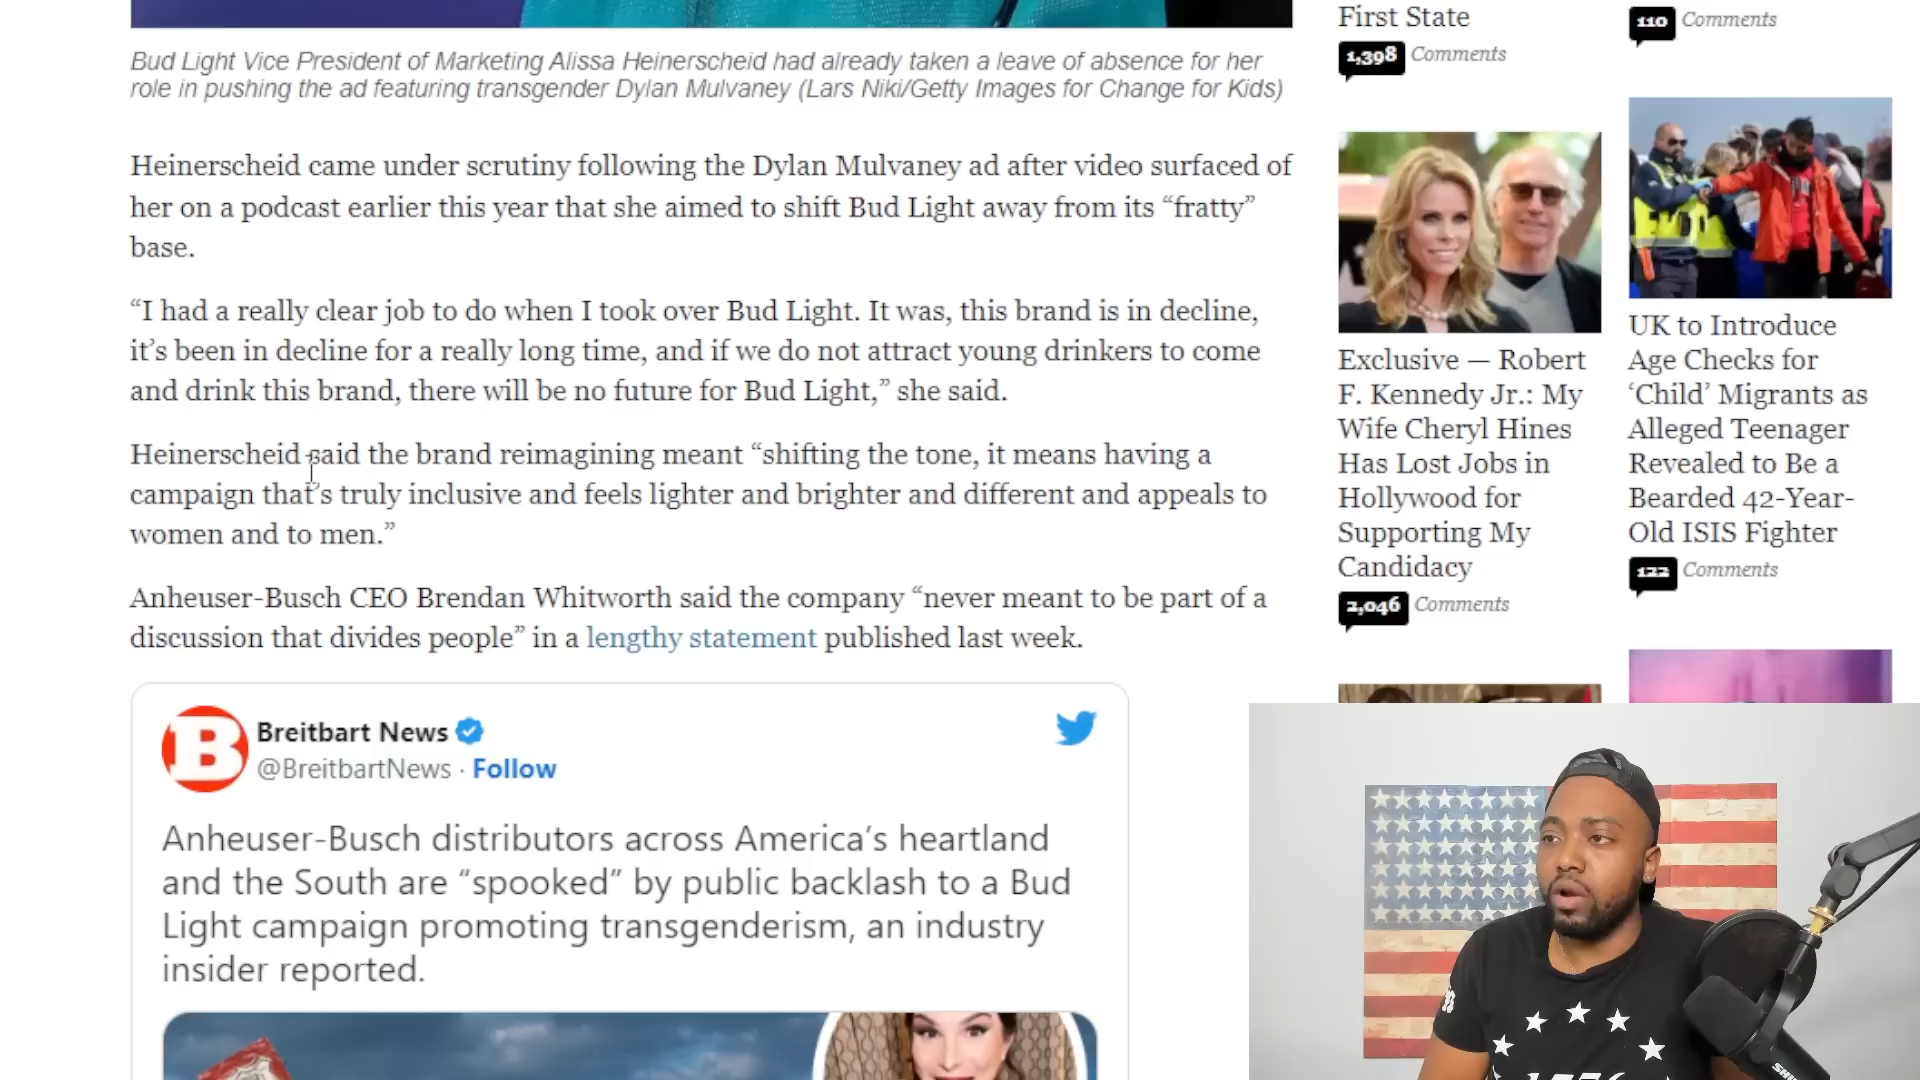 Bud Light Vice President of Marketing Alissa Heinerscheid had already taken a leave of absence for her
role in pushing the ad featuring transgender Dylan Mulvaney (Lars Niki/Getty Images for Change for Kids)
Heinerscheid came under scrutiny following the Dylan Mulvaney ad after video surfaced of
her on a podcast earlier this year that she aimed to shift Bud Light away from its “fratty”
base.
“I had a really clear job to do when I took over Bud Light. It was, this brand is in decline,
it’s been in decline for a really long time, and if we do not attract young drinkers to come
and drink this brand, there will be no future for Bud Light,” she said.
Heinerscheid said the brand reimagining meant “shifting the tone, it means having a
campaign that’s truly inclusive and feels lighter and brighter and different and appeals to
women and to men.”
Anheuser-Busch CEO Brendan Whitworth said the company “never meant to be part of a
discussion that divides people” in a lengthy statement published last week.
B
Breitbart News
@BreitbartNews · Follow
Anheuser-Busch distributors across America’s heartland
and the South are “spooked” by public backlash to a Bud
Light campaign promoting transgenderism, an industry
insider reported.
First State
1,398 Comments
Exclusive — Robert
F. Kennedy Jr.: My
Wife Cheryl Hines
Has Lost Jobs in
Hollywood for
Supporting My
Candidacy
2,046 Comments
110 Comments
UK to Introduce
Age Checks for
‘Child’ Migrants as
Alleged Teenager
Revealed to Be a
Bearded 42-Year-
Old ISIS Fighter
122 Comments
1776